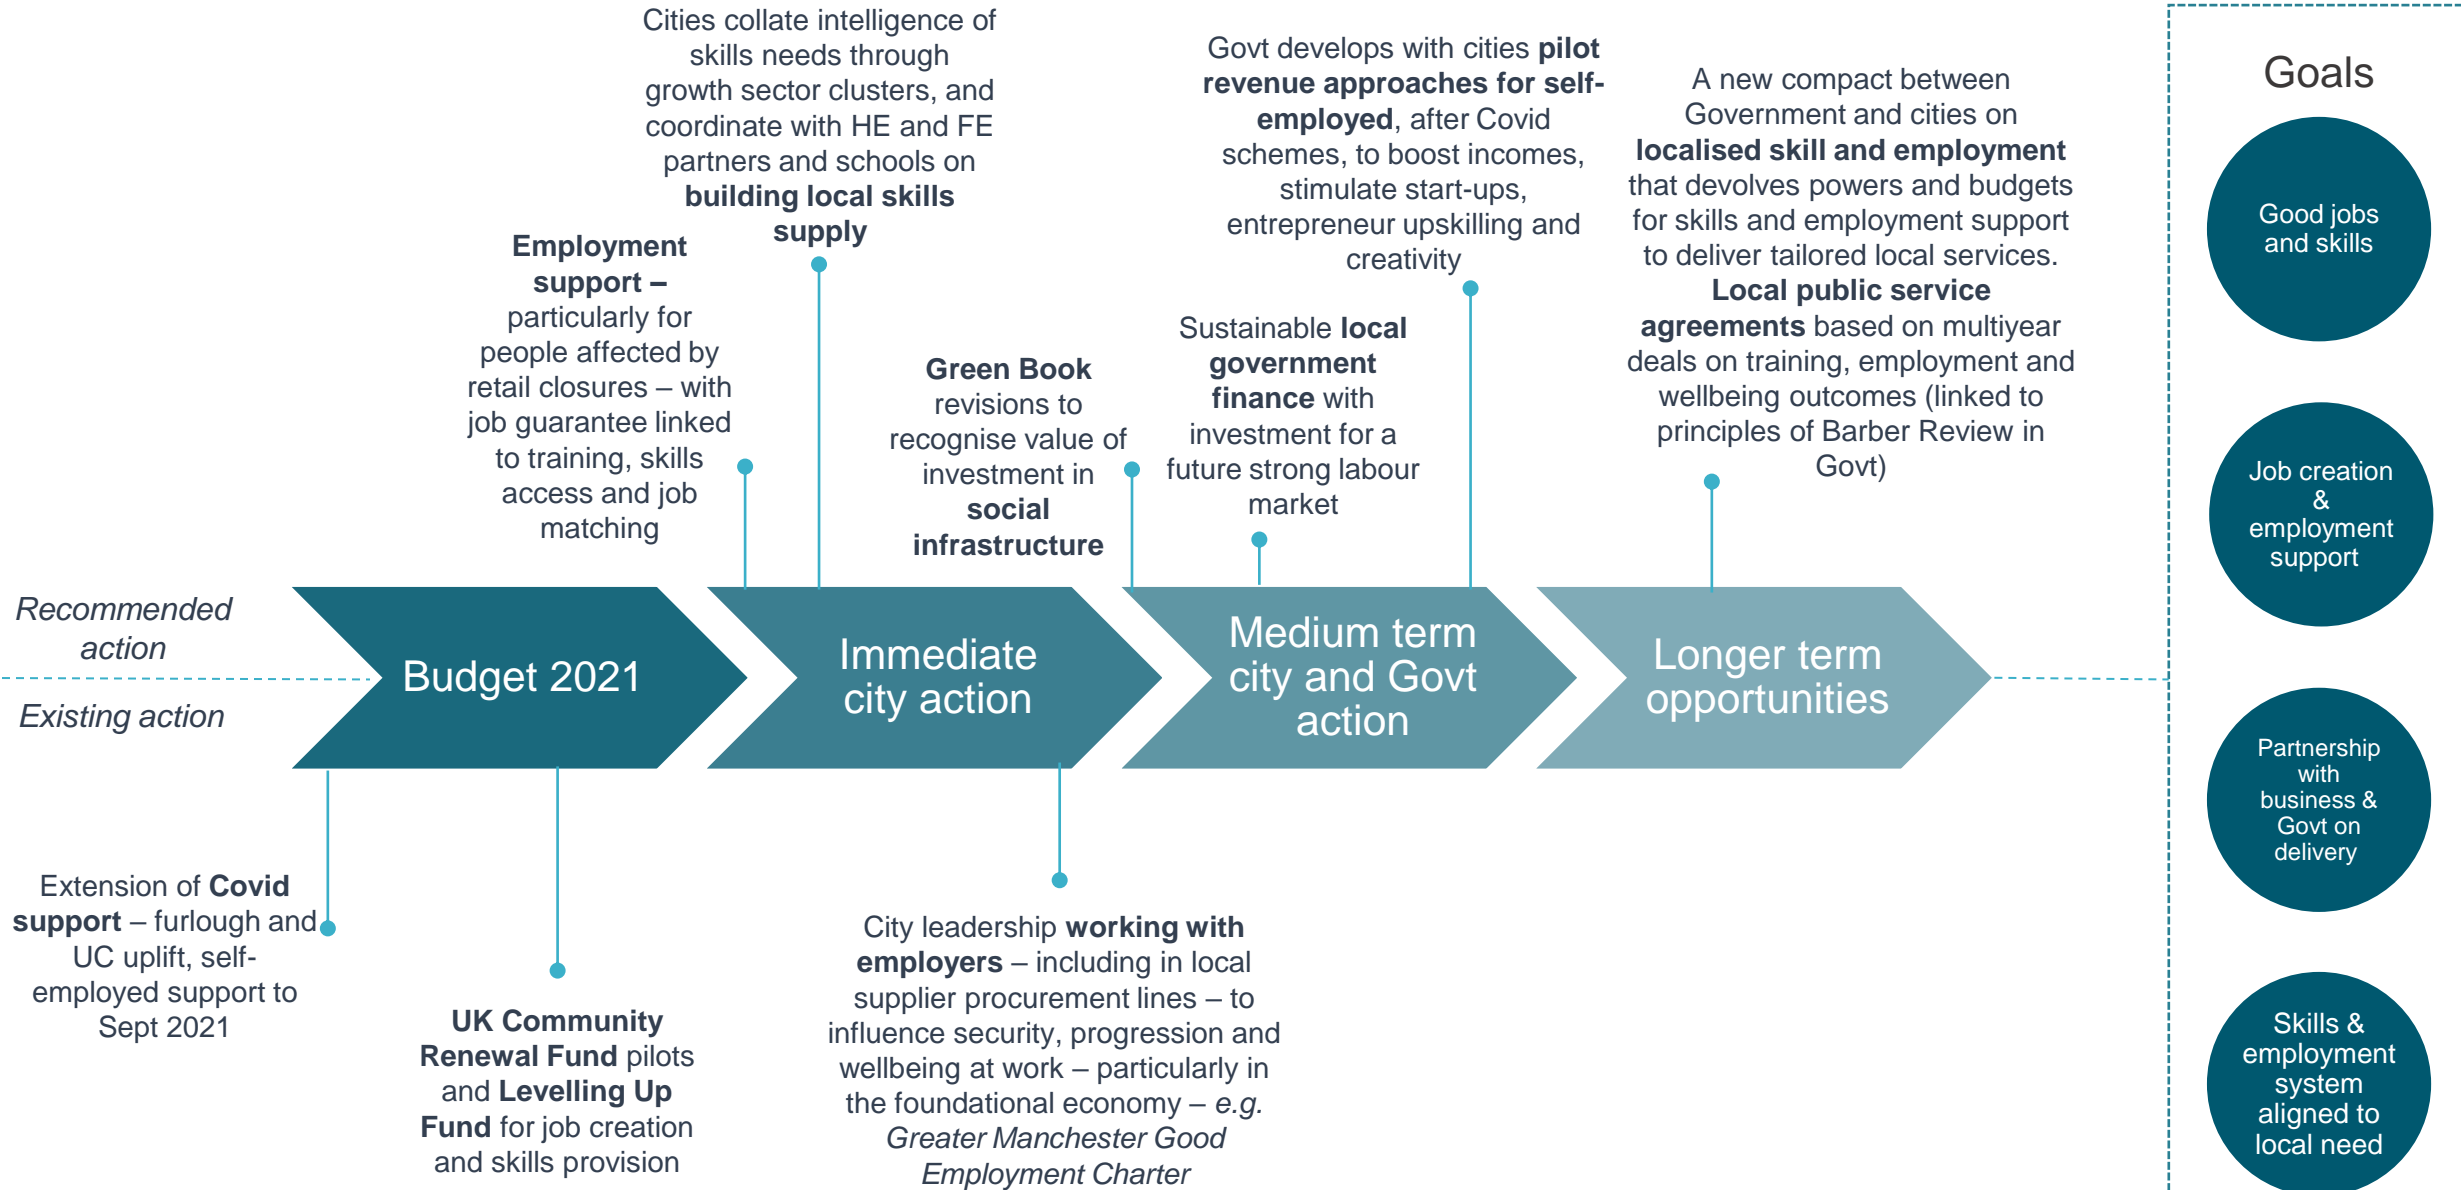 Cities collate intelligence of
skills needs through
growth sector clusters, and
coordinate with HE and FE
partners and schools on
building local skills
supply
Employment
support –
particularly for
people affected by
retail closures – with
job guarantee linked
to training, skills
access and job
matching
Green Book
revisions to
recognise value of
investment in
social
infrastructure
Govt develops with cities pilot
revenue approaches for self-
employed, after Covid
schemes, to boost incomes,
stimulate start-ups,
entrepreneur upskilling and
creativity
Sustainable local
government
finance with
investment for a
future strong labour
market
A new compact between
Government and cities on
localised skill and employment
that devolves powers and budgets
for skills and employment support
to deliver tailored local services.
Local public service
agreements based on multiyear
deals on training, employment and
wellbeing outcomes (linked to
principles of Barber Review in
Govt)
Recommended
action
Existing action
Budget 2021
Immediate
city action
Medium term
city and Govt
action
Longer term
opportunities
Extension of Covid
support – furlough and
UC uplift, self-
employed support to
Sept 2021
UK Community
Renewal Fund pilots
and Levelling Up
Fund for job creation
and skills provision
City leadership working with
employers – including in local
supplier procurement lines – to
influence security, progression and
wellbeing at work – particularly in
the foundational economy – e.g.
Greater Manchester Good
Employment Charter
Goals
Good jobs
and skills
Job creation
&
employment
support
Partnership
with
business &
Govt on
delivery
Skills &
employment
system
aligned to
local need